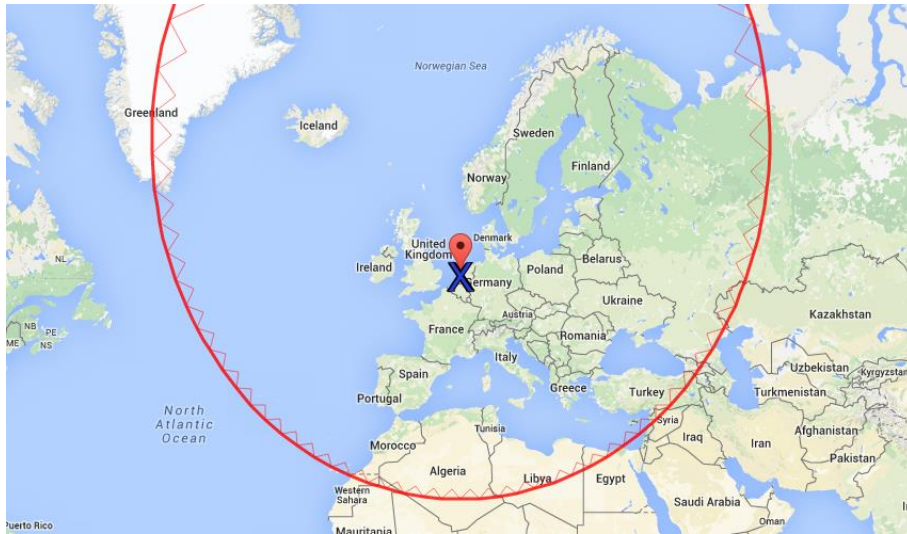 Norwegian Sea
Greenland
Iceland
Sweden
Finland
Norway
Denmark
United
Kingdom
Ireland
NL
Poland
Belarus
Germany
X
Ukraine
Kazakhstan
Austria
NB
PE
ME
NS
France
Romania
Italy
Uzbekistan
Kyrgyzstan
Spain
Greece
Turkey
Turkmenistan
Portugal
North
Atlantic
Ocean
Tunisia
Syria
Afghanistan
Morocco
Iraq
Iran
Pakistan
Algeria
Libya
Egypt
Western
Sahara
Saudi Arabia
Oman
Mauritania
Puerto Rico